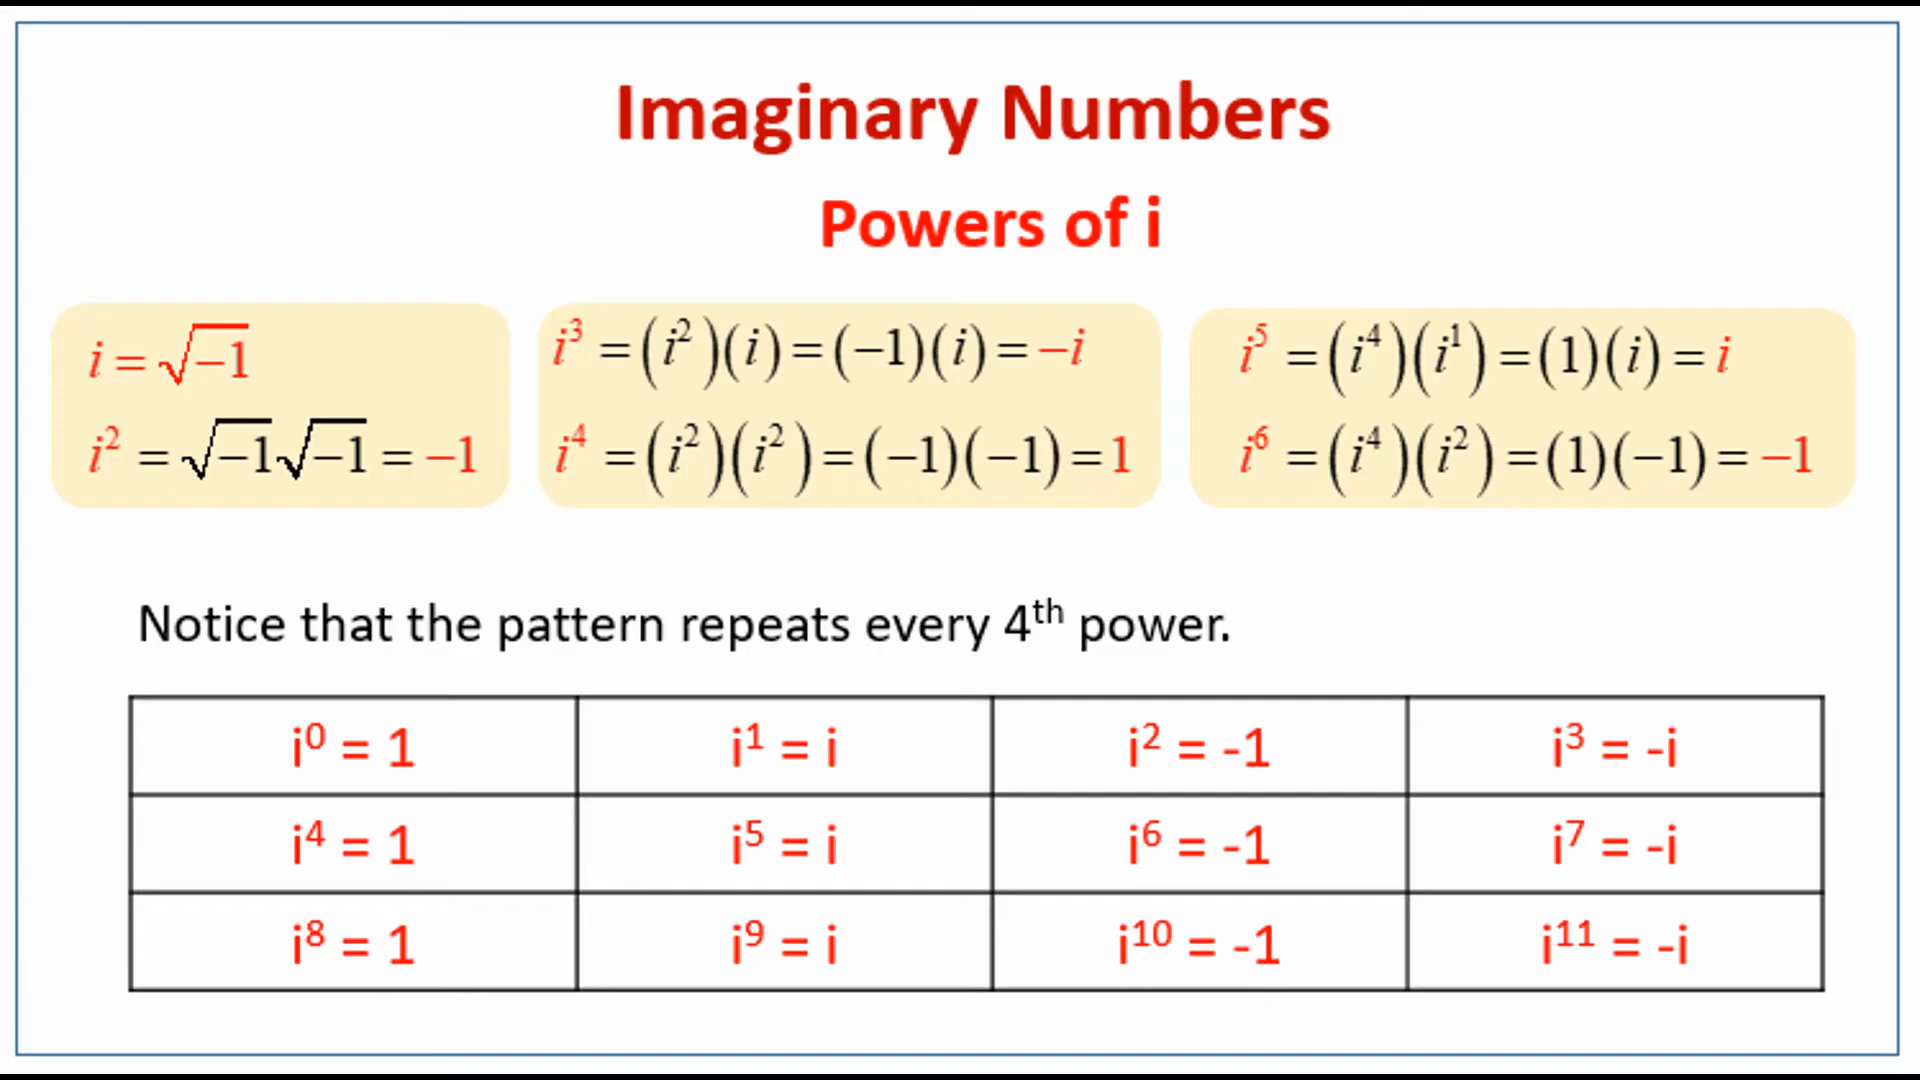 Imaginary Numbers
Powers of i
i = √−1
i² = √−1√−1 = −1
i³ = (i²)(i) = (−1)(i) = −i
i⁴ = (i²)(i²) = (−1)(−1) = 1
i⁵ = (i⁴)(i¹) = (1)(i) = i
i⁶ = (i⁴)(i²) = (1)(−1) = −1
Notice that the pattern repeats every 4ᵗʰ power.
i⁰ = 1 i¹ = i i² = -1 i³ = -i
i⁴ = 1 i⁵ = i i⁶ = -1 i⁷ = -i
i⁸ = 1 i⁹ = i i¹⁰ = -1 i¹¹ = -i